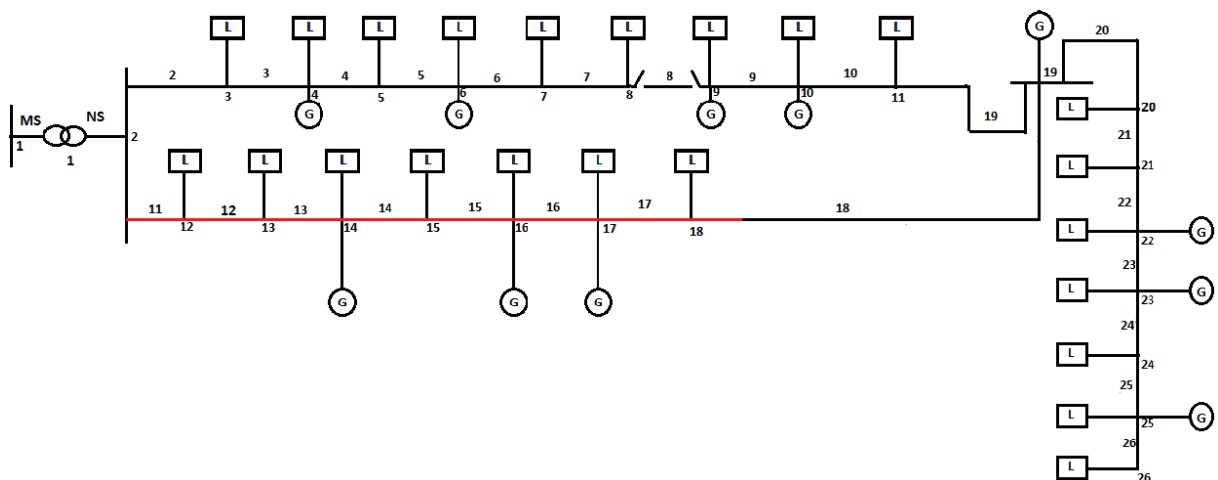 L L L L L L L L G
20
2 3 4 5 6 7 8 9 10 19
3 4 5 6 7 8 9 10 11
G G G G
MS NS
1 1 2
19
L 20
21
L L L L L L L
L 21
11 12 13 14 15 16 17 18
12 13 14 15 16 17 18
22
L 22 G
23
G G G
L 23 G
24
L 24
25
L 25 G
26
L 26